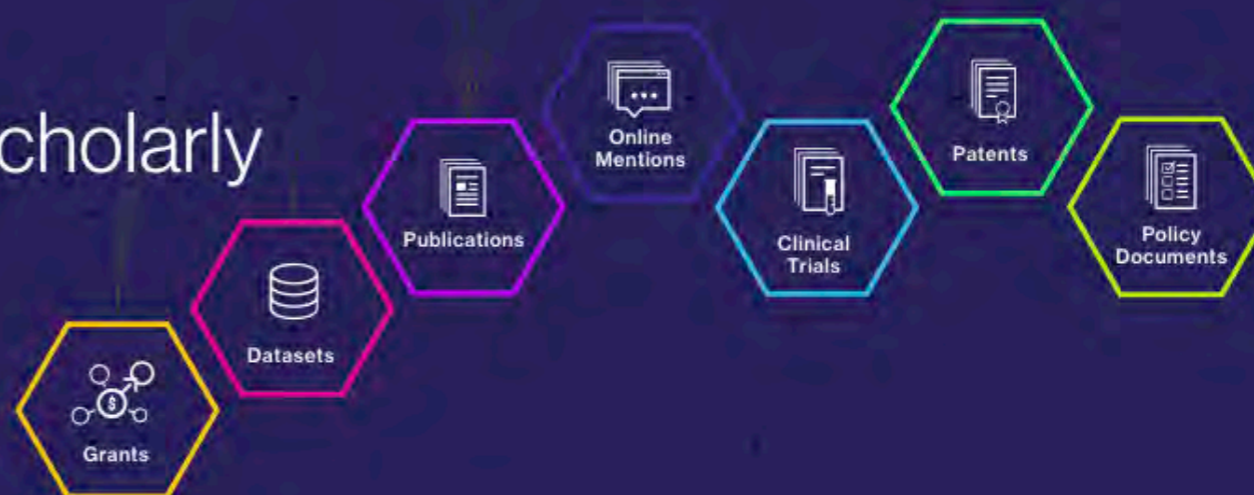 cholarly
Grants
Datasets
Publications
Online
Mentions
Clinical
Trials
Patents
Policy
Documents